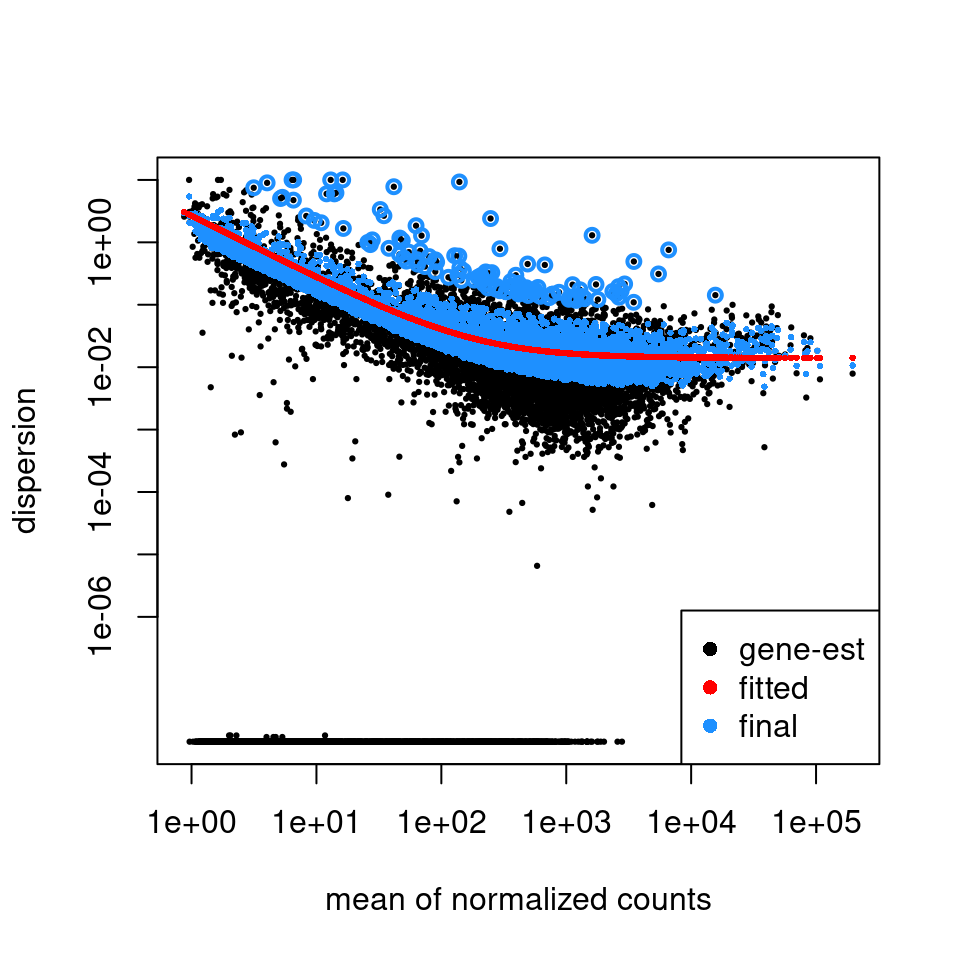 1e+00
1e-02
1e-04
1e-06
dispersion
gene-est
fitted
final
1e+00 1e+01 1e+02 1e+03 1e+04 1e+05
mean of normalized counts